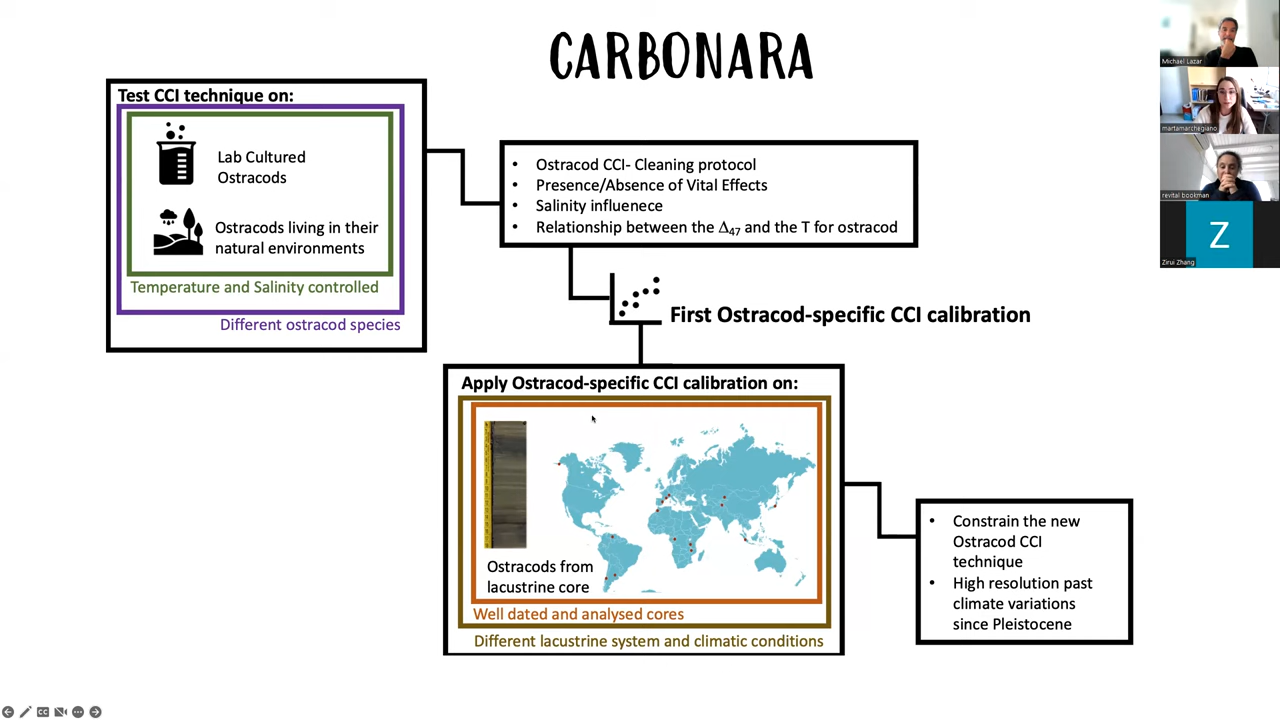 CARBONARA
Test CCI technique on:
Lab Cultured
Ostracods
Ostracods living in their
natural environments
Temperature and Salinity controlled
Different ostracod species
• Ostracod CCI- Cleaning protocol
• Presence/Absence of Vital Effects
• Salinity influenece
• Relationship between the Δ47 and the T for ostracod
First Ostracod-specific CCI calibration
Apply Ostracod-specific CCI calibration on:
Ostracods from
lacustrine core
Well dated and analysed cores
Different lacustrine system and climatic conditions
• Constrain the new
Ostracod CCI
technique
• High resolution past
climate variations
since Pleistocene
Michael Lazar
martamarchegiano
revital bookman
Z
Zirui Zhang
CC